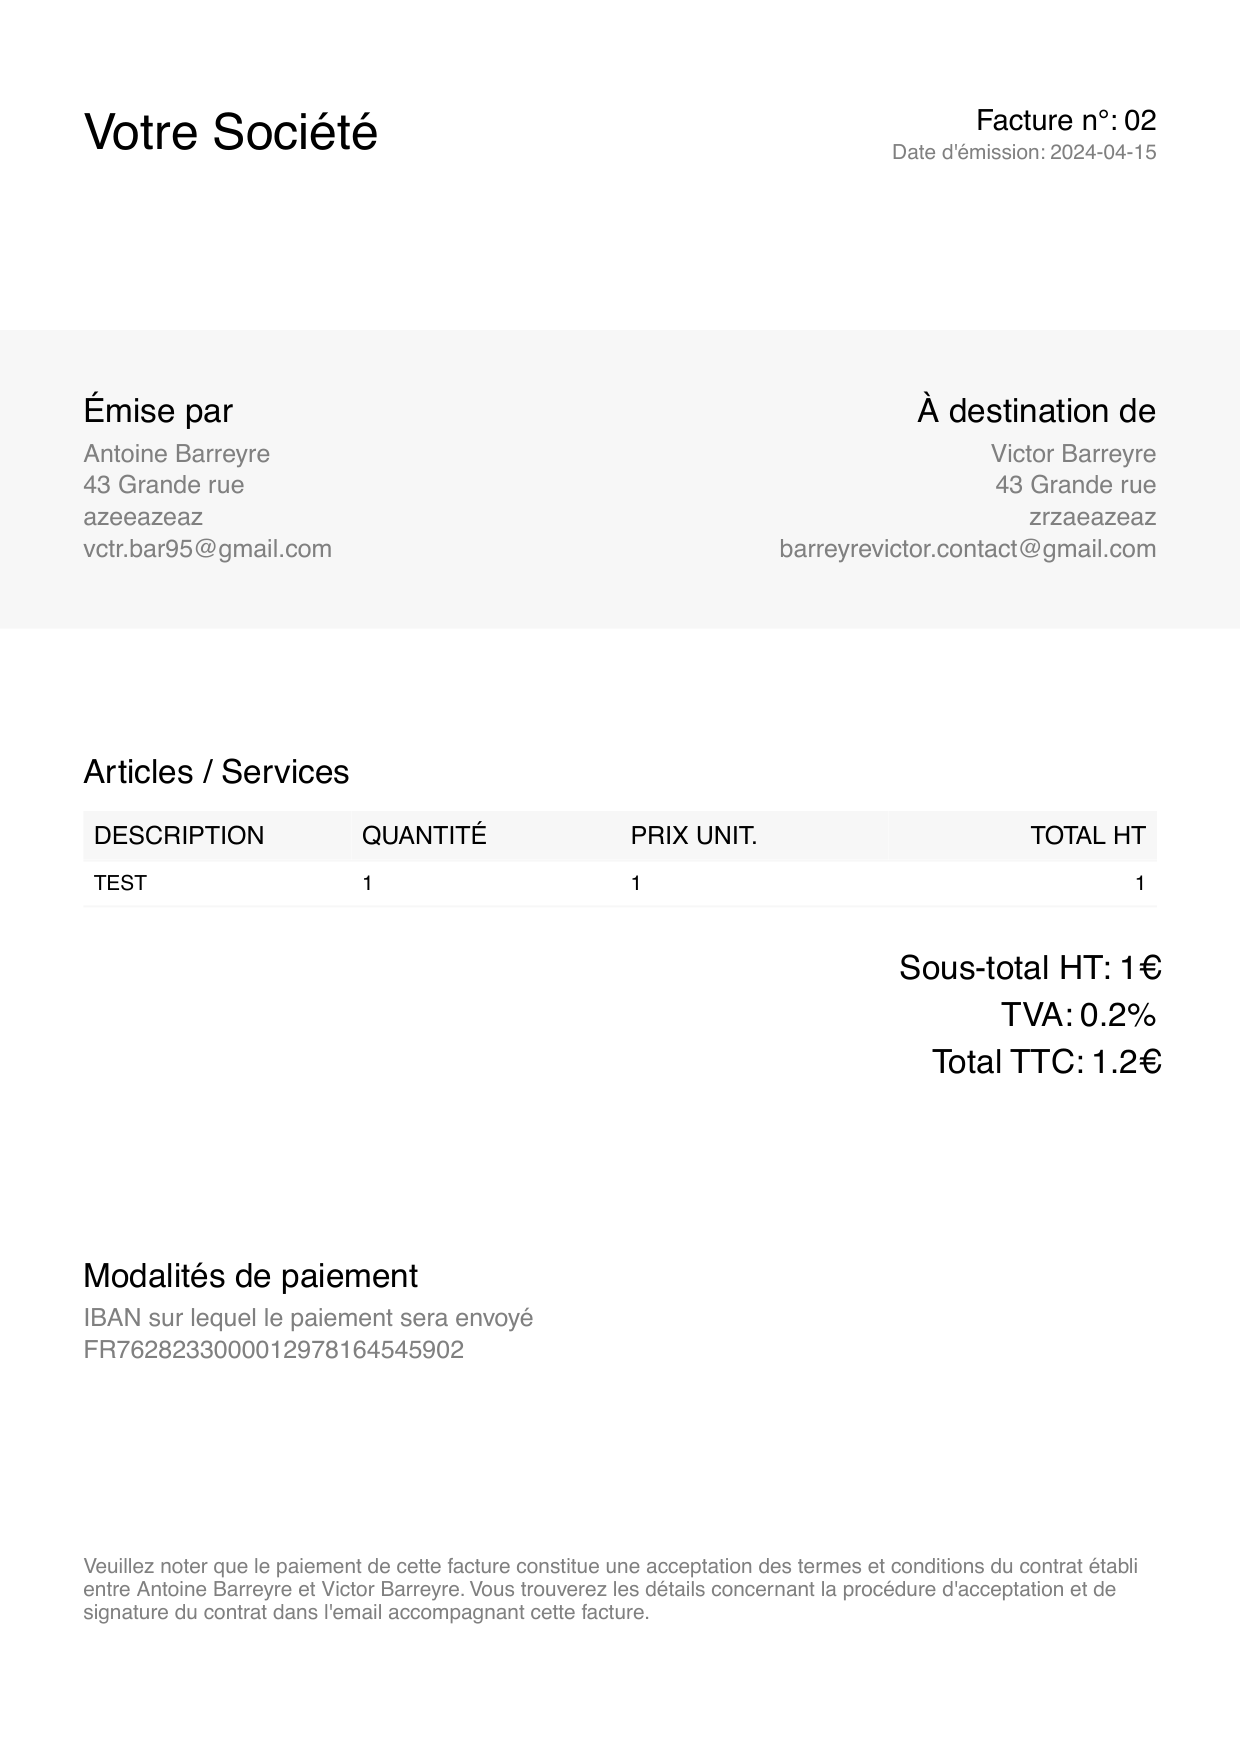 Votre Société
Facture n°: 02
Date d'émission: 2024-04-15
Émise par
Antoine Barreyre
43 Grande rue
azeeazeaz
vctr.bar95@gmail.com
À destination de
Victor Barreyre
43 Grande rue
zrzaeazeaz
barreyrevictor.contact@gmail.com
Articles / Services
DESCRIPTION QUANTITÉ PRIX UNIT. TOTAL HT
TEST 1 1 1
Sous-total HT: 1€
TVA: 0.2%
Total TTC: 1.2€
Modalités de paiement
IBAN sur lequel le paiement sera envoyé
FR7628233000012978164545902
Veuillez noter que le paiement de cette facture constitue une acceptation des termes et conditions du contrat établi
entre Antoine Barreyre et Victor Barreyre. Vous trouverez les détails concernant la procédure d'acceptation et de
signature du contrat dans l'email accompagnant cette facture.